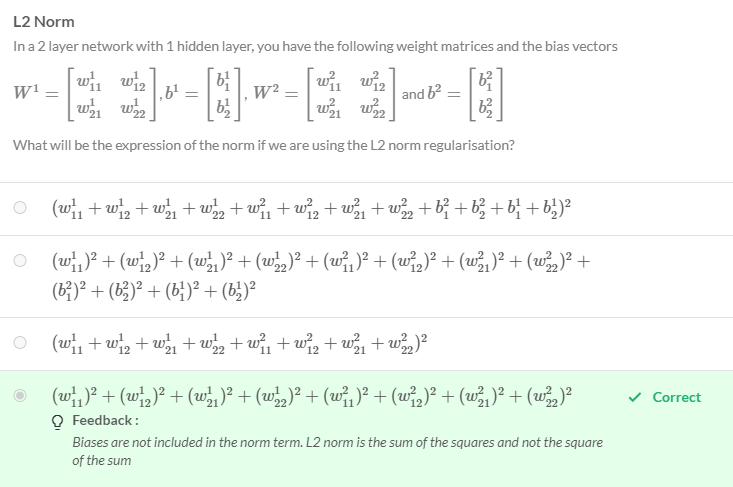 L2 Norm
In a 2 layer network with 1 hidden layer, you have the following weight matrices and the bias vectors
W¹ = [w¹₁₁ w¹₁₂; w¹₂₁ w¹₂₂], b¹ = [b¹₁; b¹₂], W² = [w²₁₁ w²₁₂; w²₂₁ w²₂₂] and b² = [b²₁; b²₂]
What will be the expression of the norm if we are using the L2 norm regularisation?
(w¹₁₁ + w¹₁₂ + w¹₂₁ + w¹₂₂ + w²₁₁ + w²₁₂ + w²₂₁ + w²₂₂ + b²₁ + b²₂ + b¹₁ + b¹₂)²
(w¹₁₁)² + (w¹₁₂)² + (w¹₂₁)² + (w¹₂₂)² + (w²₁₁)² + (w²₁₂)² + (w²₂₁)² + (w²₂₂)² +
(b²₁)² + (b²₂)² + (b¹₁)² + (b¹₂)²
(w¹₁₁ + w¹₁₂ + w¹₂₁ + w¹₂₂ + w²₁₁ + w²₁₂ + w²₂₁ + w²₂₂)²
(w¹₁₁)² + (w¹₁₂)² + (w¹₂₁)² + (w¹₂₂)² + (w²₁₁)² + (w²₁₂)² + (w²₂₁)² + (w²₂₂)² ✓ Correct
Feedback :
Biases are not included in the norm term. L2 norm is the sum of the squares and not the square
of the sum